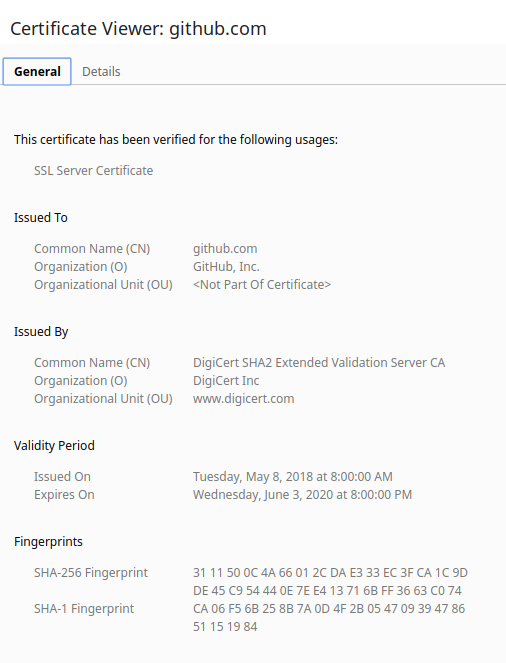 Certificate Viewer: github.com
General Details
This certificate has been verified for the following usages:
SSL Server Certificate
Issued To
Common Name (CN) github.com
Organization (O) GitHub, Inc.
Organizational Unit (OU) <Not Part Of Certificate>
Issued By
Common Name (CN) DigiCert SHA2 Extended Validation Server CA
Organization (O) DigiCert Inc
Organizational Unit (OU) www.digicert.com
Validity Period
Issued On Tuesday, May 8, 2018 at 8:00:00 AM
Expires On Wednesday, June 3, 2020 at 8:00:00 PM
Fingerprints
SHA-256 Fingerprint 31 11 50 0C 4A 66 01 2C DA E3 33 EC 3F CA 1C 9D
DE 45 C9 54 44 0E 7E E4 13 71 6B FF 36 63 C0 74
SHA-1 Fingerprint CA 06 F5 6B 25 8B 7A 0D 4F 2B 05 47 09 39 47 86
51 15 19 84